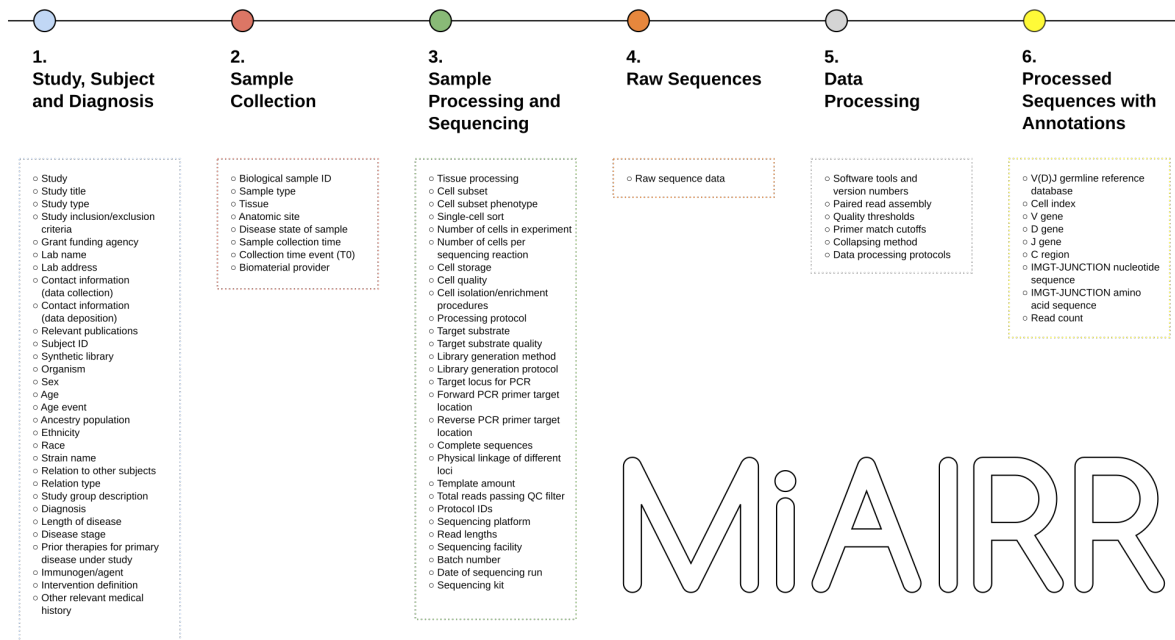 1.
Study, Subject
and Diagnosis
○ Study
○ Study title
○ Study type
○ Study inclusion/exclusion
criteria
○ Grant funding agency
○ Lab name
○ Lab address
○ Contact information
(data collection)
○ Contact information
(data deposition)
○ Relevant publications
○ Subject ID
○ Synthetic library
○ Organism
○ Sex
○ Age
○ Age event
○ Ancestry population
○ Ethnicity
○ Race
○ Strain name
○ Relation to other subjects
○ Relation type
○ Study group description
○ Diagnosis
○ Length of disease
○ Disease stage
○ Prior therapies for primary
disease under study
○ Immunogen/agent
○ Intervention definition
○ Other relevant medical
history
2.
Sample
Collection
○ Biological sample ID
○ Sample type
○ Tissue
○ Anatomic site
○ Disease state of sample
○ Sample collection time
○ Collection time event (T0)
○ Biomaterial provider
3.
Sample
Processing and
Sequencing
○ Tissue processing
○ Cell subset
○ Cell subset phenotype
○ Single-cell sort
○ Number of cells in experiment
○ Number of cells per
sequencing reaction
○ Cell storage
○ Cell quality
○ Cell isolation/enrichment
procedures
○ Processing protocol
○ Target substrate
○ Target substrate quality
○ Library generation method
○ Library generation protocol
○ Target locus for PCR
○ Forward PCR primer target
location
○ Reverse PCR primer target
location
○ Complete sequences
○ Physical linkage of different
loci
○ Template amount
○ Total reads passing QC filter
○ Protocol IDs
○ Sequencing platform
○ Read lengths
○ Sequencing facility
○ Batch number
○ Date of sequencing run
○ Sequencing kit
4.
Raw Sequences
○ Raw sequence data
5.
Data
Processing
○ Software tools and
version numbers
○ Paired read assembly
○ Quality thresholds
○ Primer match cutoffs
○ Collapsing method
○ Data processing protocols
6.
Processed
Sequences with
Annotations
○ V(D)J germline reference
database
○ Cell index
○ V gene
○ D gene
○ J gene
○ C region
○ IMGT-JUNCTION nucleotide
sequence
○ IMGT-JUNCTION amino
acid sequence
○ Read count
MiAIRR